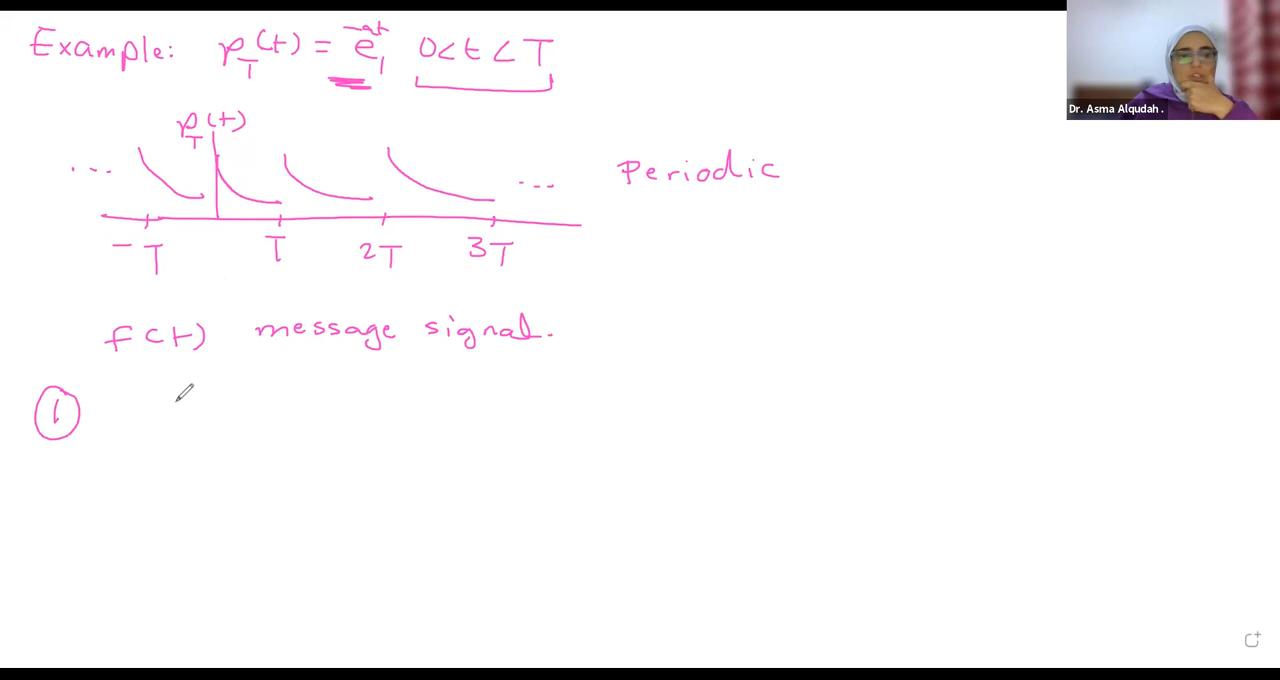 Example: p_T(t) = e^{-at}, 0<t<T
p_T(t)
... ... Periodic
-T T 2T 3T
f(t) message signal.
1
Dr. Asma Alqudah .